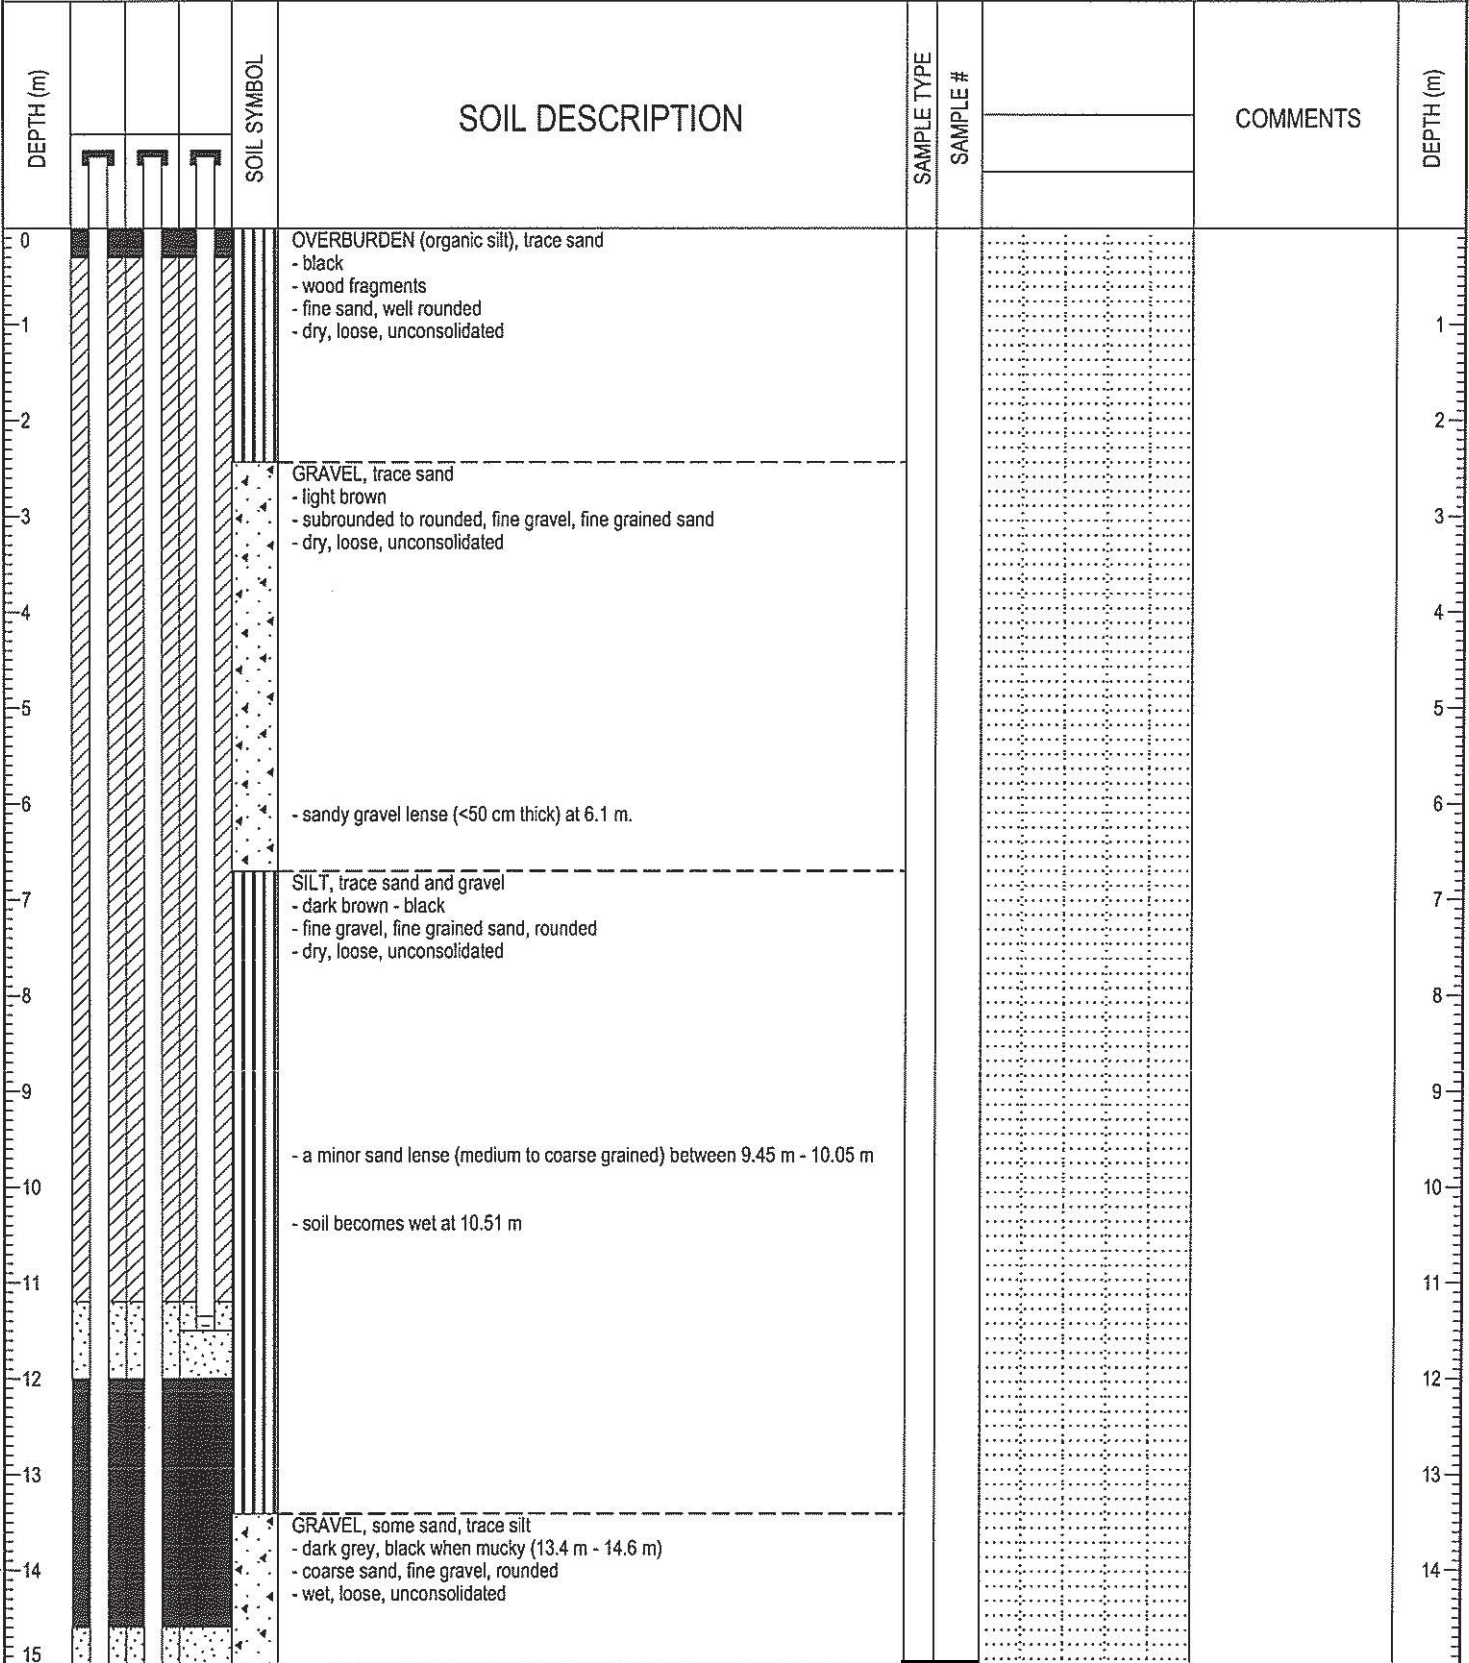 DEPTH (m)
SOIL SYMBOL
SOIL DESCRIPTION
SAMPLE TYPE
SAMPLE #
COMMENTS
DEPTH (m)
0
OVERBURDEN (organic silt), trace sand
- black
- wood fragments
- fine sand, well rounded
- dry, loose, unconsolidated
1
1
2
2
GRAVEL, trace sand
- light brown
- subrounded to rounded, fine gravel, fine grained sand
- dry, loose, unconsolidated
3
3
4
4
5
5
6
6
- sandy gravel lense (<50 cm thick) at 6.1 m.
SILT, trace sand and gravel
- dark brown - black
- fine gravel, fine grained sand, rounded
- dry, loose, unconsolidated
7
7
8
8
9
9
- a minor sand lense (medium to coarse grained) between 9.45 m - 10.05 m
10
10
- soil becomes wet at 10.51 m
11
11
12
12
13
13
GRAVEL, some sand, trace silt
- dark grey, black when mucky (13.4 m - 14.6 m)
- coarse sand, fine gravel, rounded
- wet, loose, unconsolidated
14
14
15